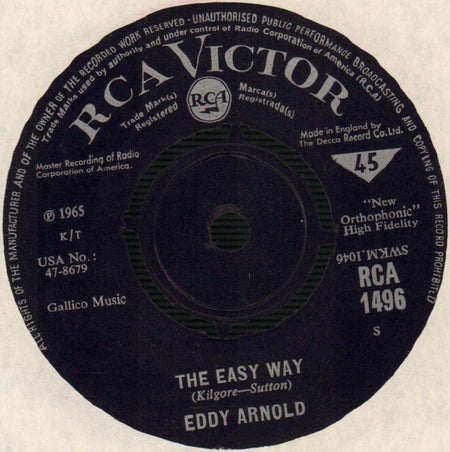 ALL RIGHTS OF THE MANUFACTURER AND OF THE OWNER OF THE RECORDED WORK RESERVED · UNAUTHORISED PUBLIC PERFORMANCE BROADCASTING AND COPYING OF THIS RECORD PROHIBITED
Trade Marks used by authority and under control of Radio Corporation of America (R.C.A.)
RCA VICTOR
Trade Mark(s)
Registered
RCA
Marca(s)
Registrada(s)
Made in England by
The Decca Record Co. Ltd.
Master Recording of Radio
Corporation of America.
45
℗ 1965
K/T
USA No.:
47-8679
Gallico Music
"New
Orthophonic"
High Fidelity
SWKM.1046
RCA
1496
S
THE EASY WAY
(Kilgore—Sutton)
EDDY ARNOLD